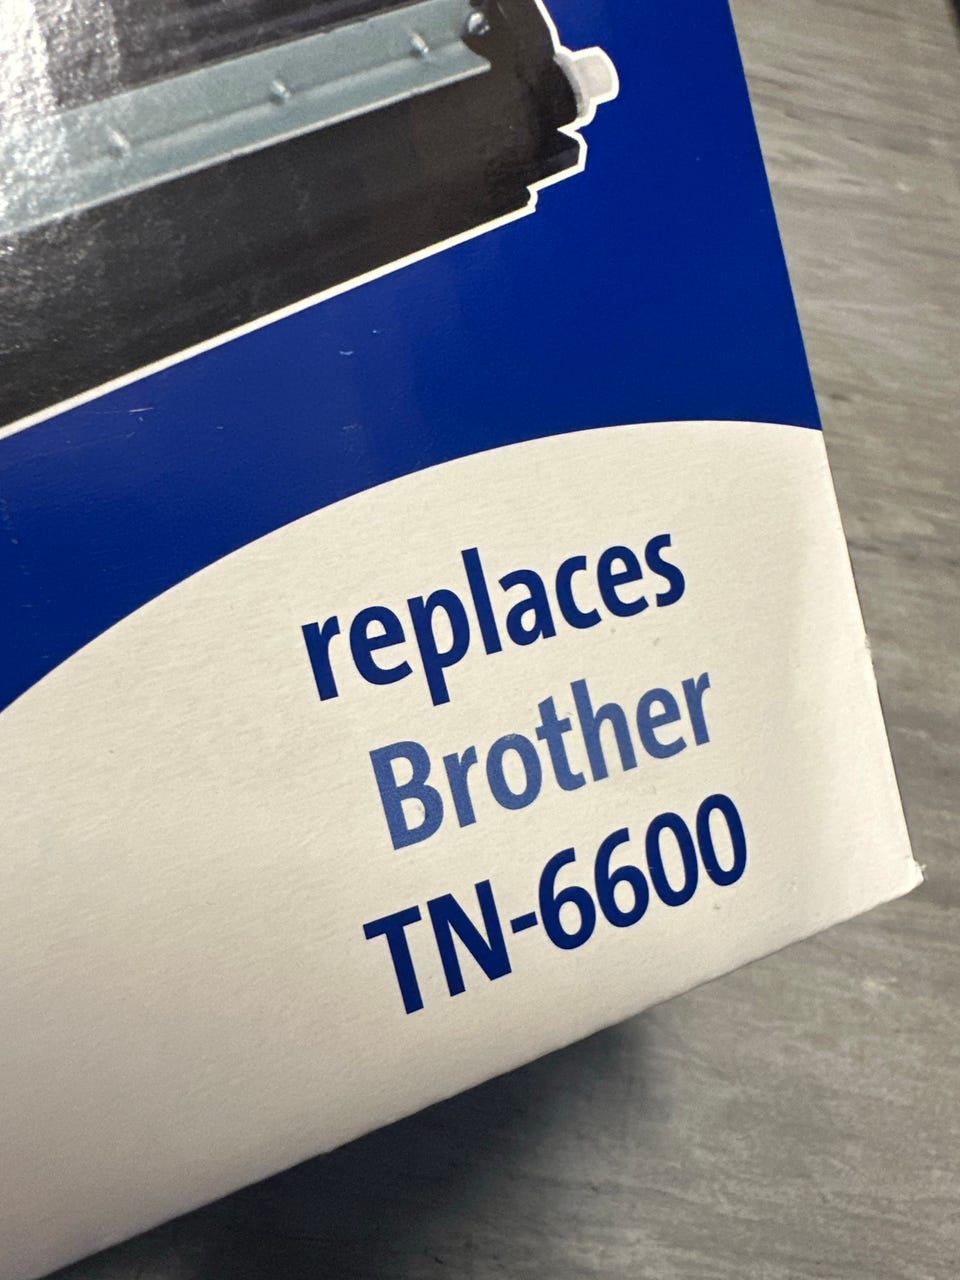 replaces
Brother
TN-6600